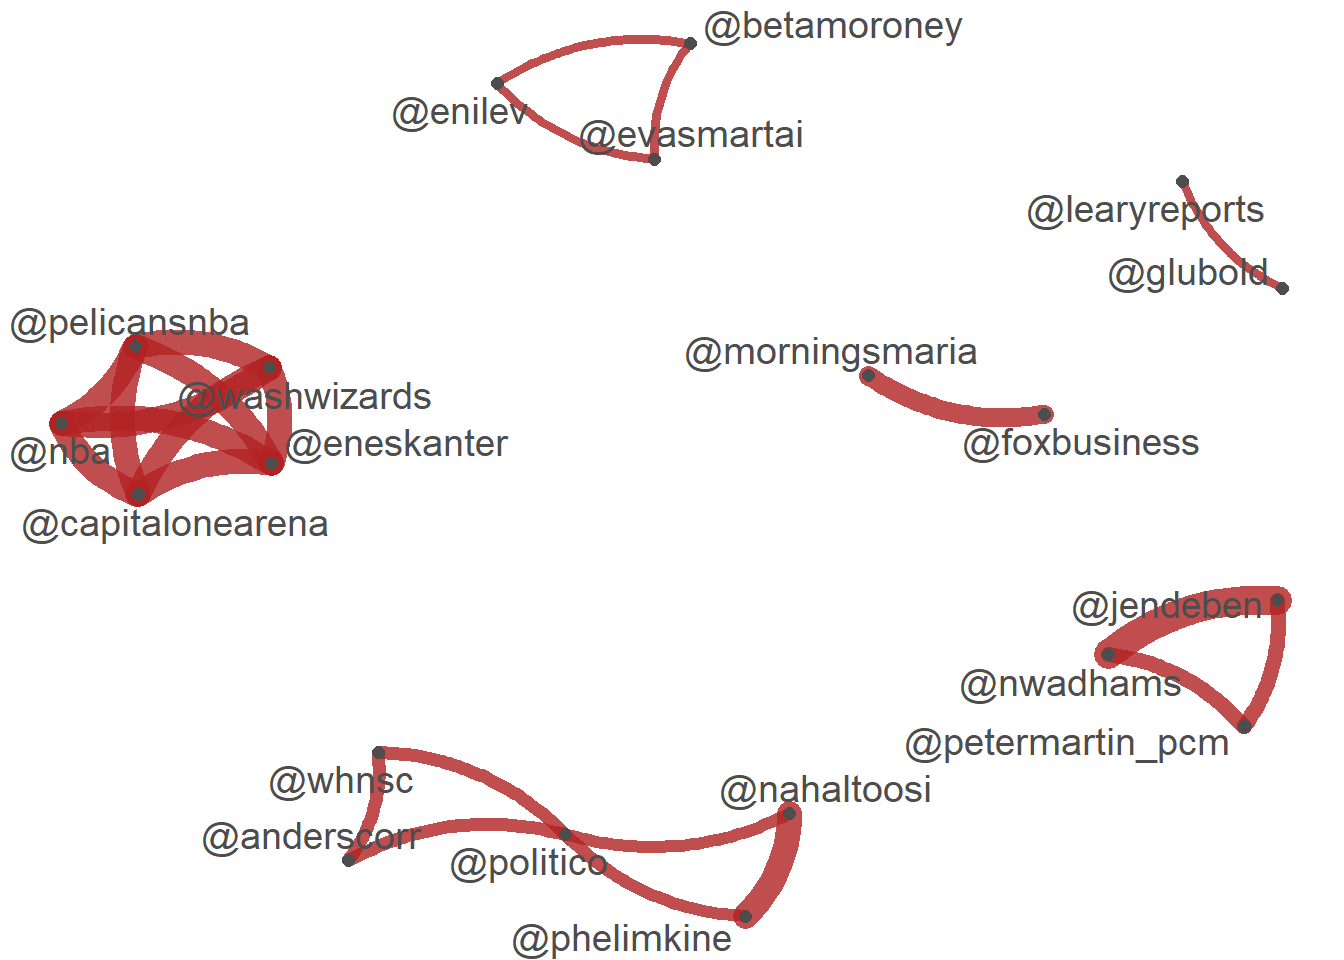 @betamoroney
@enilev
@evasmartai
@learyreports
@glubold
@pelicansnba
@morningsmaria
@washwizards
@eneskanter
@foxbusiness
@nba
@capitalonearena
@jendeben
@nwadhams
@petermartin_pcm
@whnsc
@nahaltoosi
@anderscorr
@politico
@phelimkine